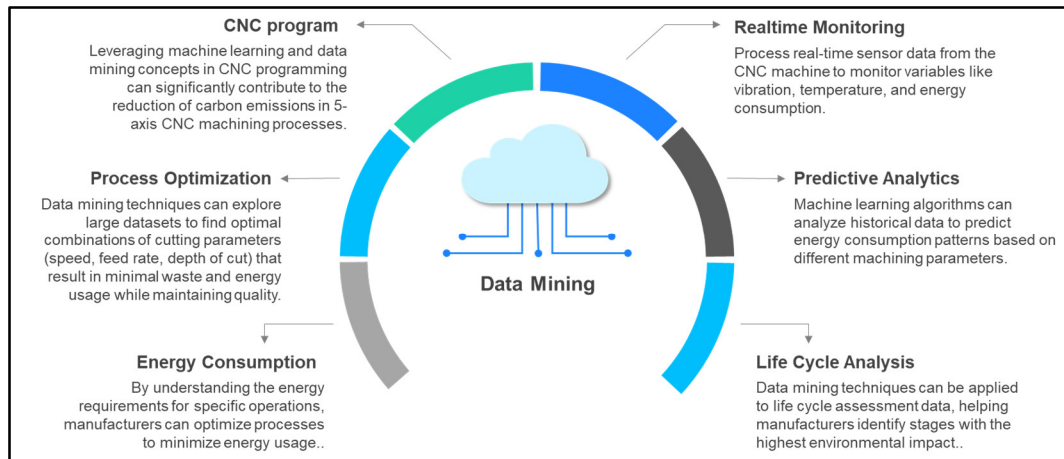 CNC program
Leveraging machine learning and data
mining concepts in CNC programming
can significantly contribute to the
reduction of carbon emissions in 5-
axis CNC machining processes.
Process Optimization
Data mining techniques can explore
large datasets to find optimal
combinations of cutting parameters
(speed, feed rate, depth of cut) that
result in minimal waste and energy
usage while maintaining quality.
Energy Consumption
By understanding the energy
requirements for specific operations,
manufacturers can optimize processes
to minimize energy usage..
Data Mining
Realtime Monitoring
Process real-time sensor data from the
CNC machine to monitor variables like
vibration, temperature, and energy
consumption.
Predictive Analytics
Machine learning algorithms can
analyze historical data to predict
energy consumption patterns based on
different machining parameters.
Life Cycle Analysis
Data mining techniques can be applied
to life cycle assessment data, helping
manufacturers identify stages with the
highest environmental impact..